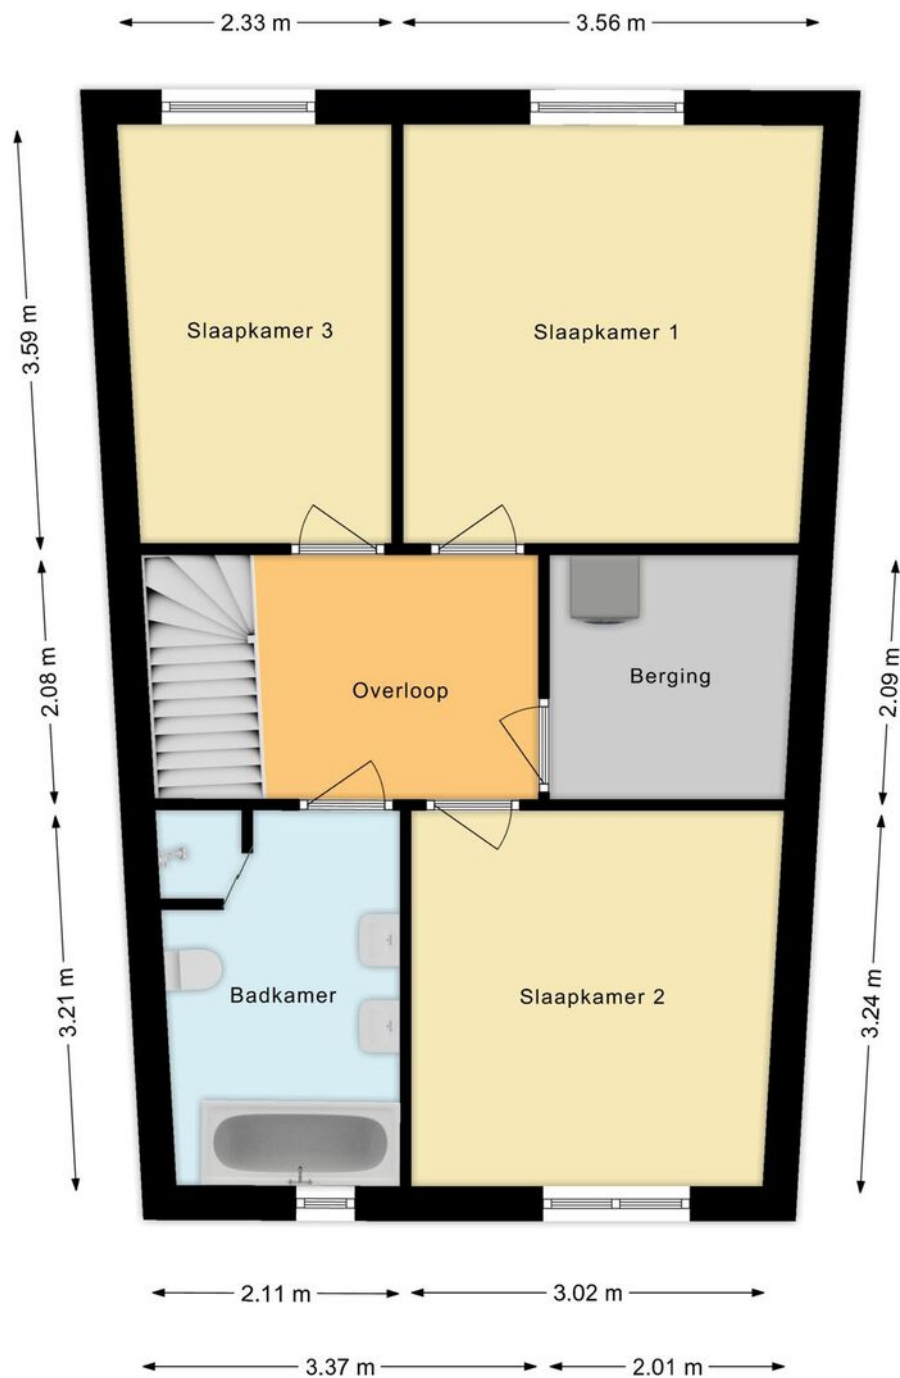 2.33 m
3.56 m
3.59 m
Slaapkamer 3
Slaapkamer 1
2.08 m
Overloop
Berging
2.09 m
3.21 m
Badkamer
Slaapkamer 2
3.24 m
2.11 m
3.02 m
3.37 m
2.01 m